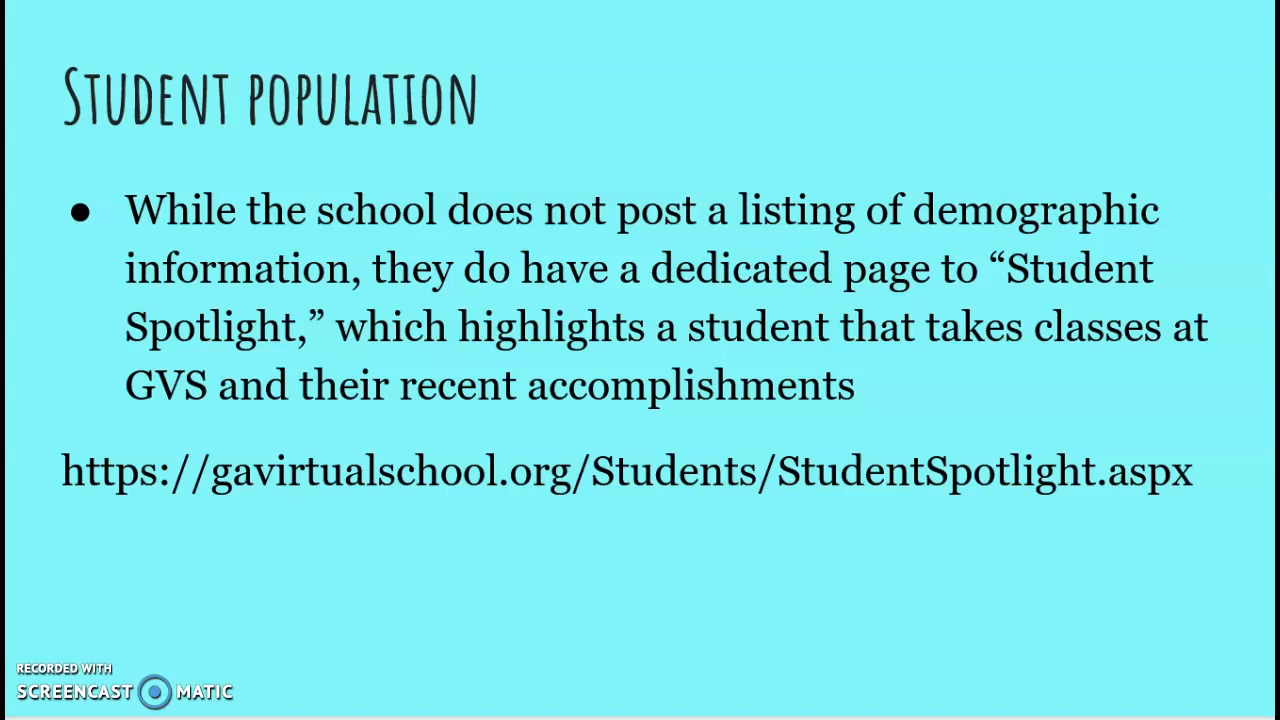 Student population
● While the school does not post a listing of demographic
information, they do have a dedicated page to “Student
Spotlight,” which highlights a student that takes classes at
GVS and their recent accomplishments
https://gavirtualschool.org/Students/StudentSpotlight.aspx
RECORDED WITH
SCREENCAST MATIC